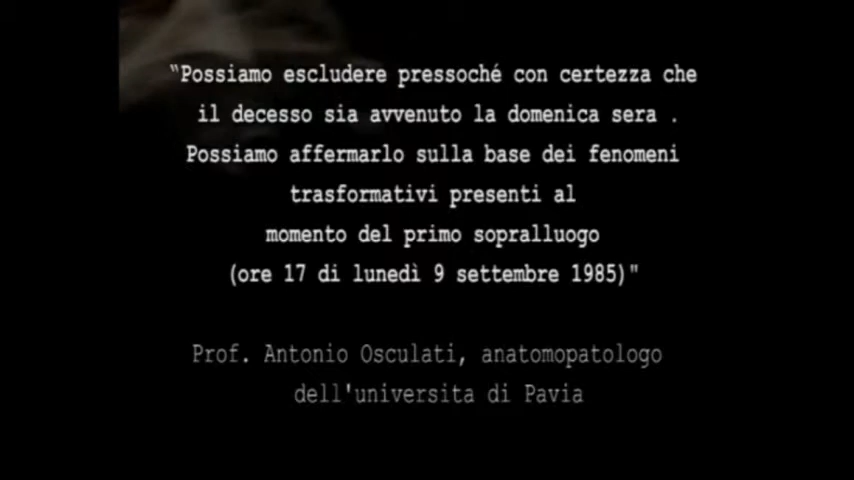 "Possiamo escludere pressoché con certezza che
il decesso sia avvenuto la domenica sera .
Possiamo affermarlo sulla base dei fenomeni
trasformativi presenti al
momento del primo sopralluogo
(ore 17 di lunedì 9 settembre 1985)"
Prof. Antonio Osculati, anatomopatologo
dell'universita di Pavia